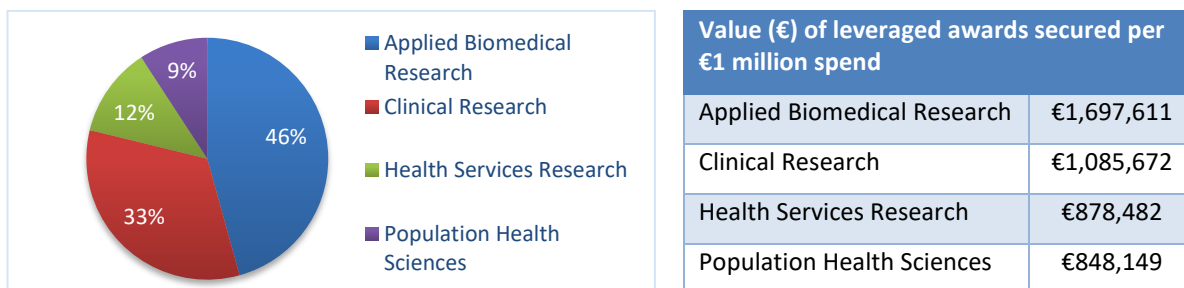 46%
33%
12%
9%
Applied Biomedical
Research
Clinical Research
Health Services Research
Population Health
Sciences
Value (€) of leveraged awards secured per
€1 million spend
Applied Biomedical Research €1,697,611
Clinical Research €1,085,672
Health Services Research €878,482
Population Health Sciences €848,149